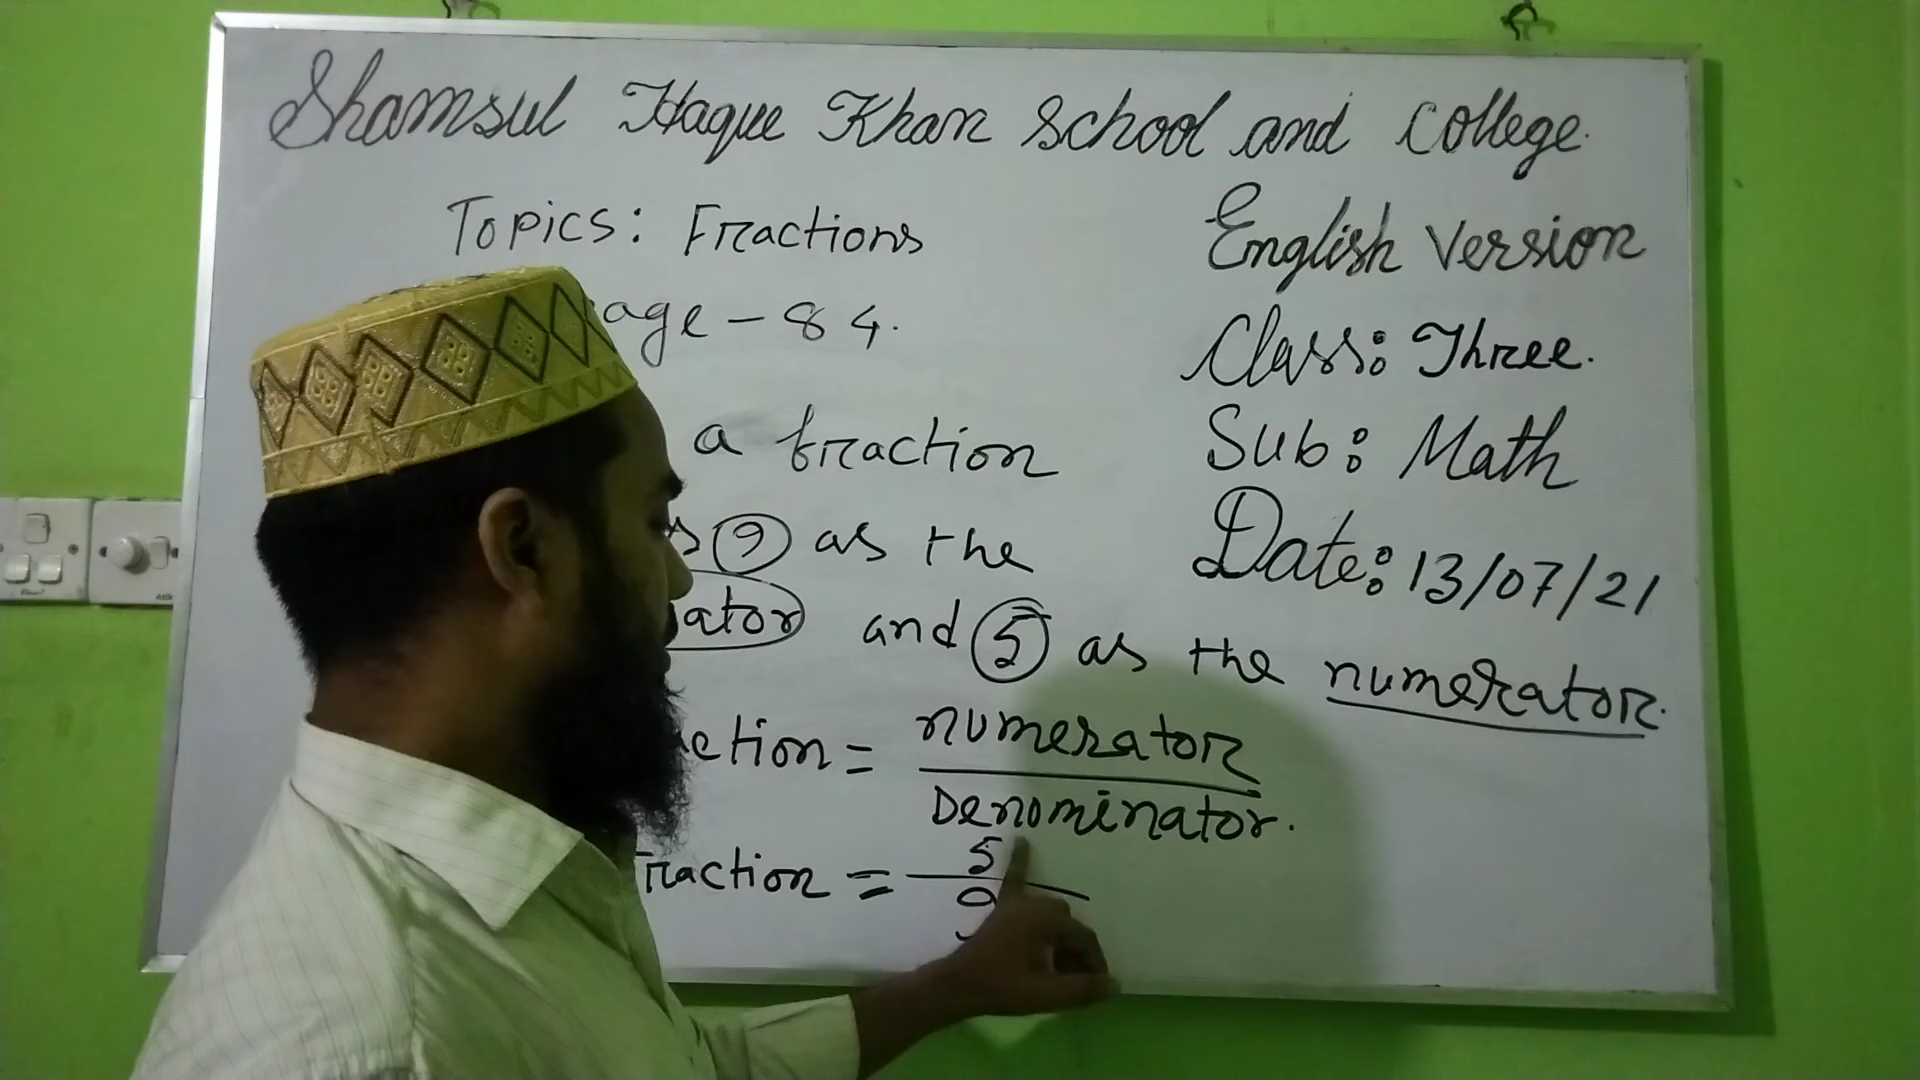 Shamsul Haque Khan School and College.
Topics: Fractions
age - 84.
a fraction
9 as the
ator and 5 as the numerator.
ction = numerator
Denominator.
Fraction = 5
9
English Version
Class: Three.
Sub: Math
Date: 13/07/21